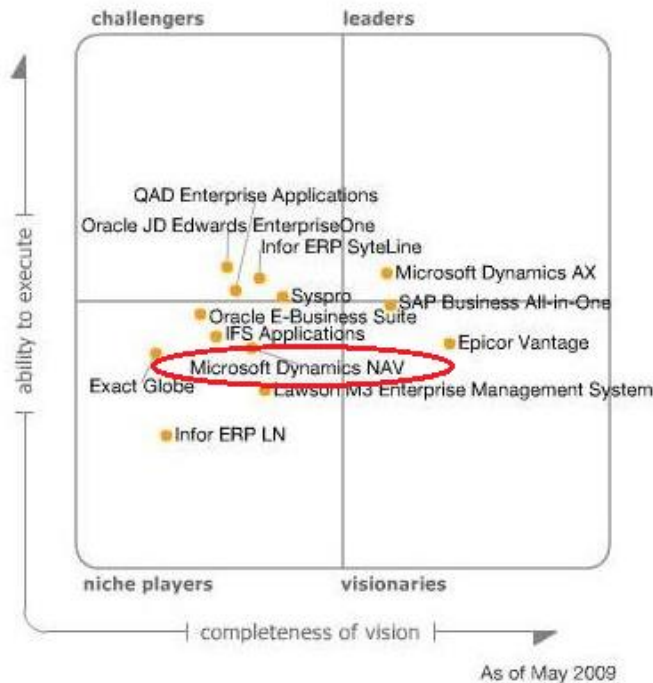 challengers
leaders
QAD Enterprise Applications
Oracle JD Edwards EnterpriseOne
Infor ERP SyteLine
Microsoft Dynamics AX
Syspro
SAP Business All-in-One
Oracle E-Business Suite
IFS Applications
Epicor Vantage
Microsoft Dynamics NAV
Exact Globe
Lawson M3 Enterprise Management System
Infor ERP LN
ability to execute
niche players
visionaries
completeness of vision
As of May 2009